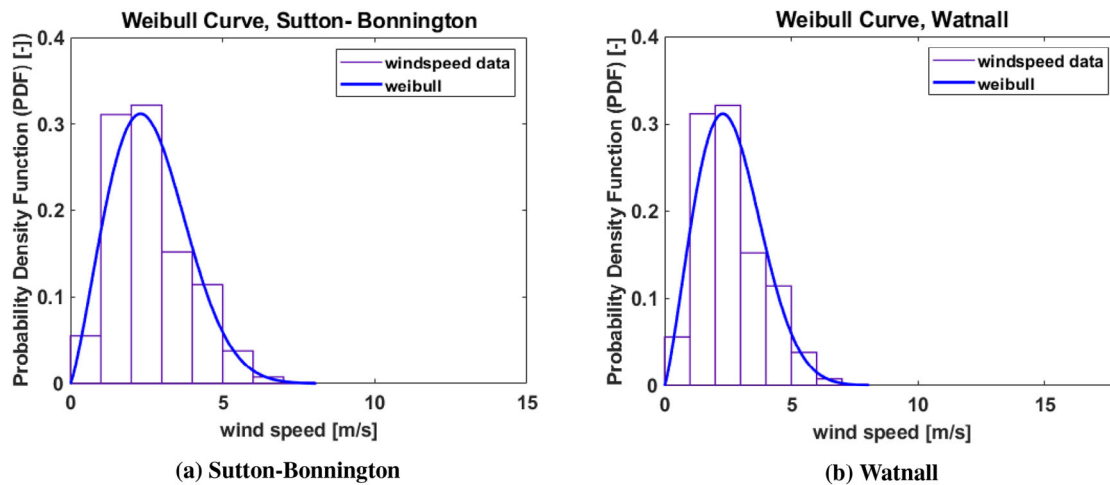 Weibull Curve, Sutton- Bonnington
Probability Density Function (PDF) [-])
0.4
0.3
0.2
0.1
0
windspeed data
weibull
0
5
10
15
wind speed [m/s]
(a) Sutton-Bonnington
Weibull Curve, Watnall
Probability Density Function (PDF) [-]
0.4
0.3
0.2
0.1
0
windspeed data
weibull
0
5
10
15
wind speed [m/s]
(b) Watnall